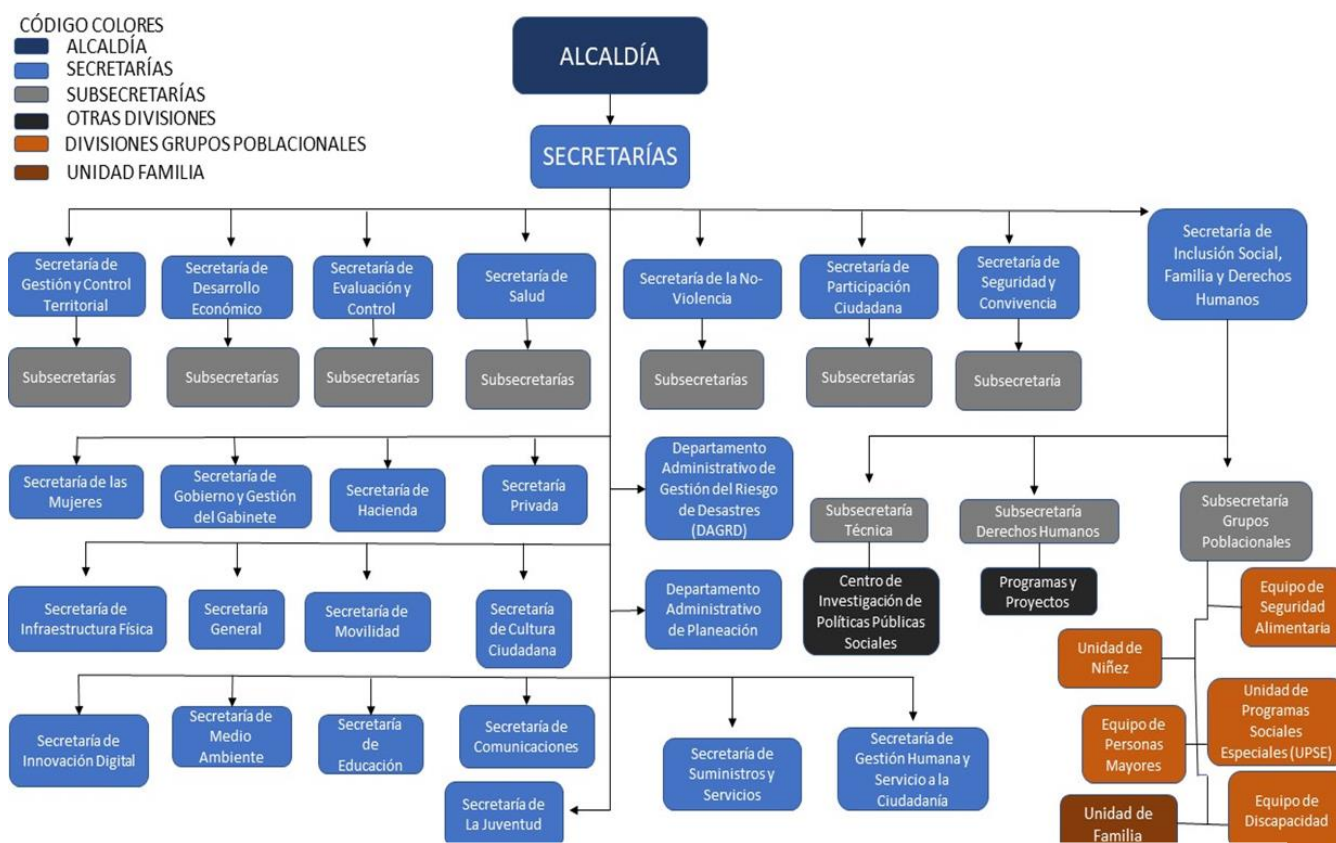 CÓDIGO COLORES
ALCALDÍA
SECRETARÍAS
SUBSECRETARÍAS
OTRAS DIVISIONES
DIVISIONES GRUPOS POBLACIONALES
UNIDAD FAMILIA
ALCALDÍA
SECRETARÍAS
Secretaría de
Gestión y Control
Territorial
Secretaría de
Desarrollo
Económico
Secretaría de
Evaluación y
Control
Secretaría de
Salud
Secretaría de la No-
Violencia
Secretaría de
Participación
Ciudadana
Secretaría de
Seguridad y
Convivencia
Secretaría de
Inclusión Social,
Familia y Derechos
Humanos
Subsecretarías
Subsecretarías
Subsecretarías
Subsecretarías
Subsecretarías
Subsecretarías
Subsecretaría
Secretaría de las
Mujeres
Secretaría de
Gobierno y Gestión
del Gabinete
Secretaría de
Hacienda
Secretaría
Privada
Departamento
Administrativo de
Gestión del Riesgo
de Desastres
(DAGRD)
Subsecretaría
Técnica
Subsecretaría
Derechos Humanos
Subsecretaría
Grupos
Poblacionales
Secretaría de
Infraestructura Física
Secretaría
General
Secretaría de
Movilidad
Secretaría
de Cultura
Ciudadana
Departamento
Administrativo
de Planeación
Centro de
Investigación de
Políticas Públicas
Sociales
Programas y
Proyectos
Equipo de
Seguridad
Alimentaria
Unidad de
Niñez
Unidad de
Programas
Sociales
Especiales (UPSE)
Equipo de
Personas
Mayores
Secretaría de
Innovación Digital
Secretaría de
Medio
Ambiente
Secretaría
de
Educación
Secretaría de
Comunicaciones
Secretaría de
Suministros y
Servicios
Secretaría de
Gestión Humana y
Servicio a la
Ciudadanía
Secretaría de
La Juventud
Unidad de
Familia
Equipo de
Discapacidad